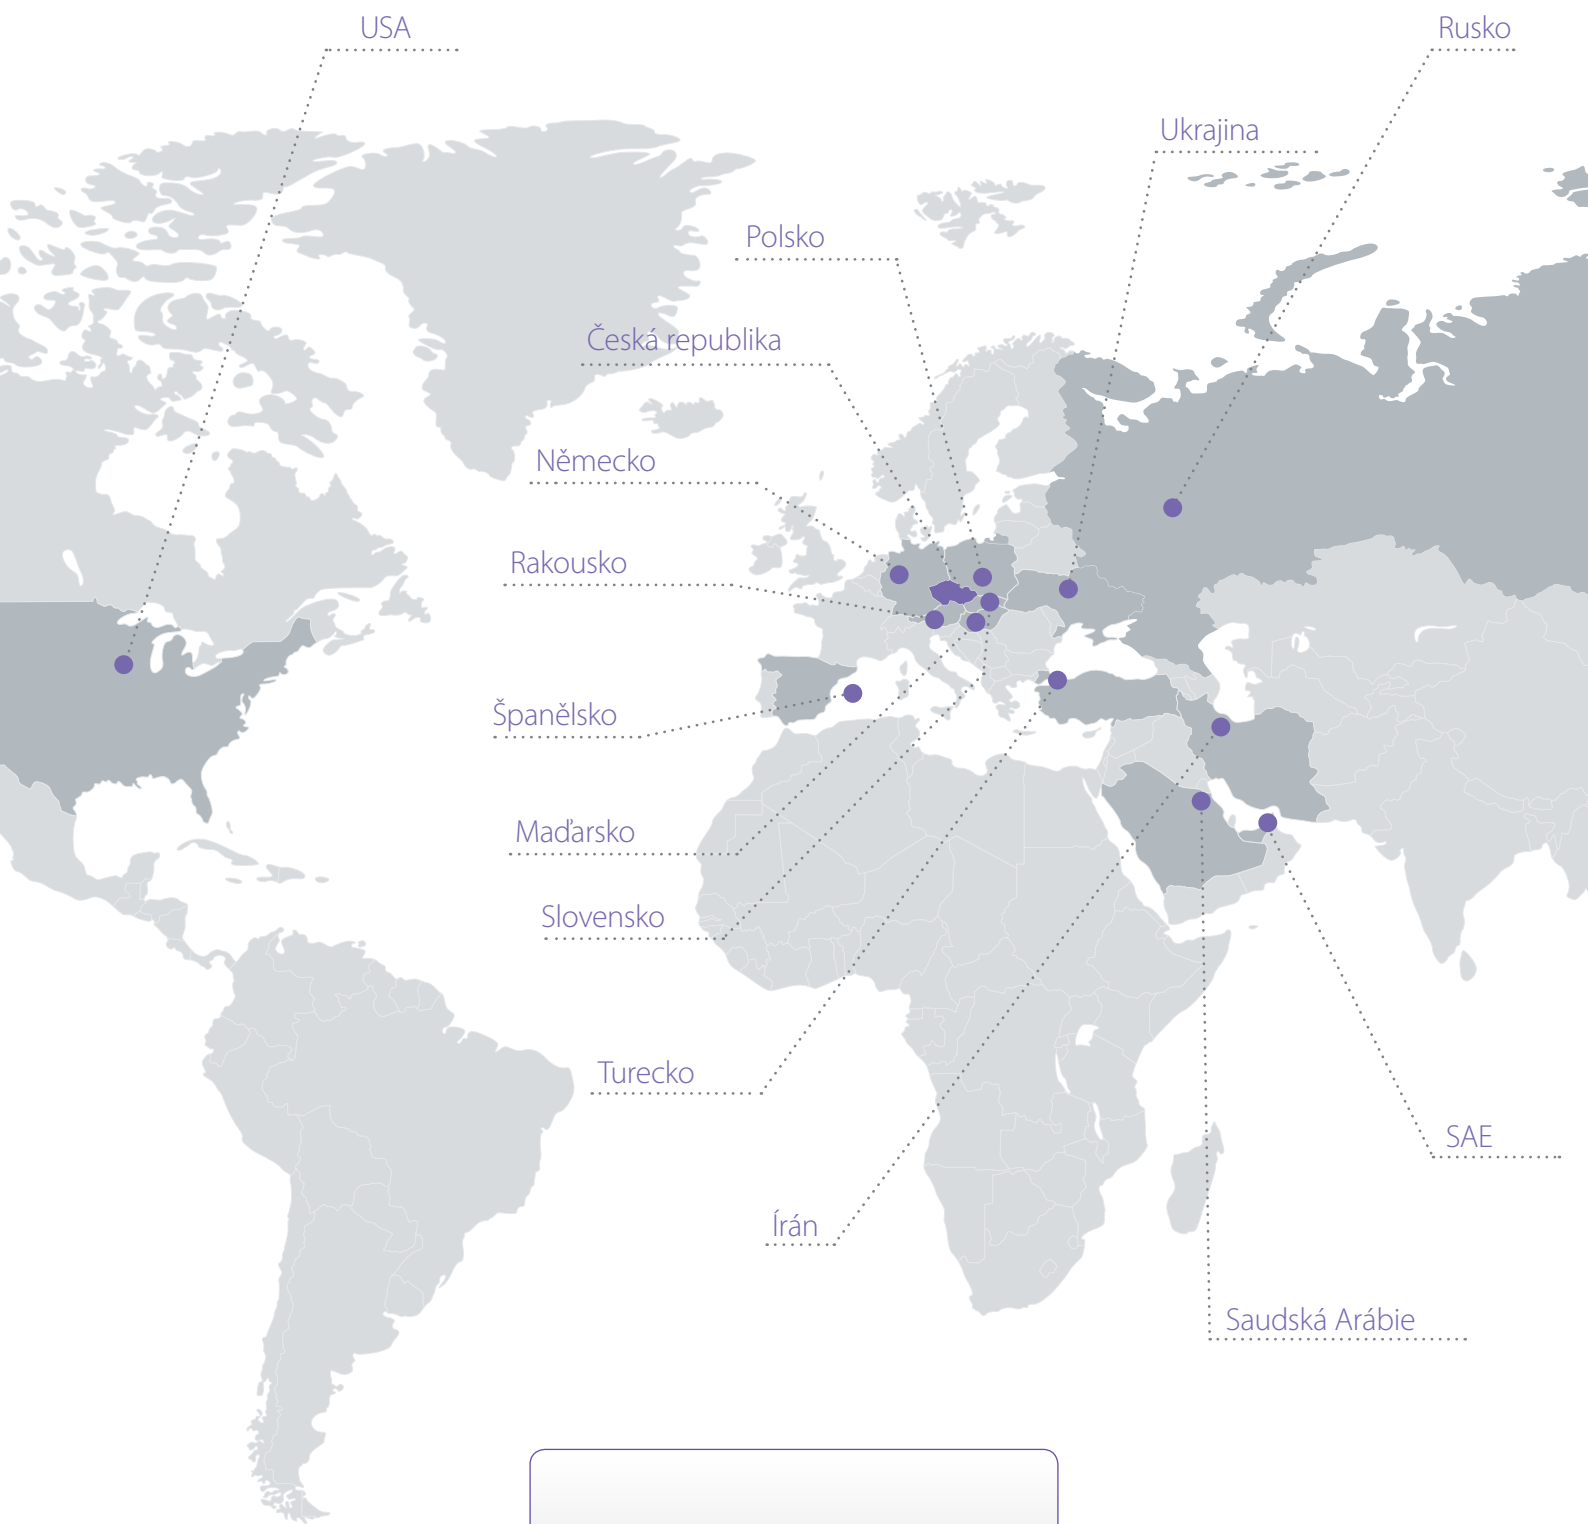 USA
Rusko
Ukrajina
Polsko
Česká republika
Německo
Rakousko
Španělsko
Maďarsko
Slovensko
Turecko
SAE
Írán
Saudská Arábie